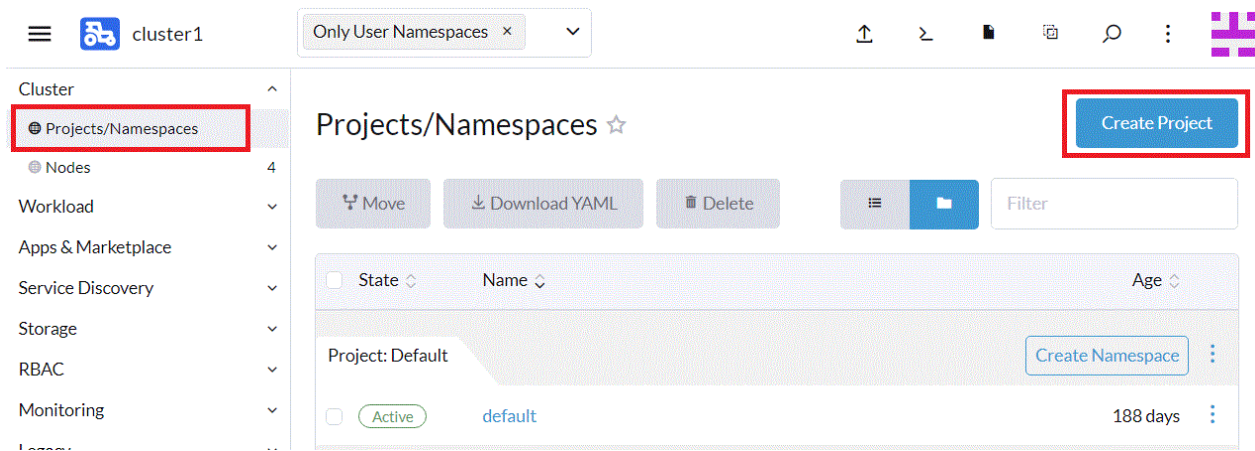 cluster1
Only User Namespaces ×
Cluster
Projects/Namespaces
Nodes 4
Workload
Apps & Marketplace
Service Discovery
Storage
RBAC
Monitoring
Legacy
Projects/Namespaces
Create Project
Move
Download YAML
Delete
Filter
State Name Age
Project: Default
Create Namespace
Active default 188 days